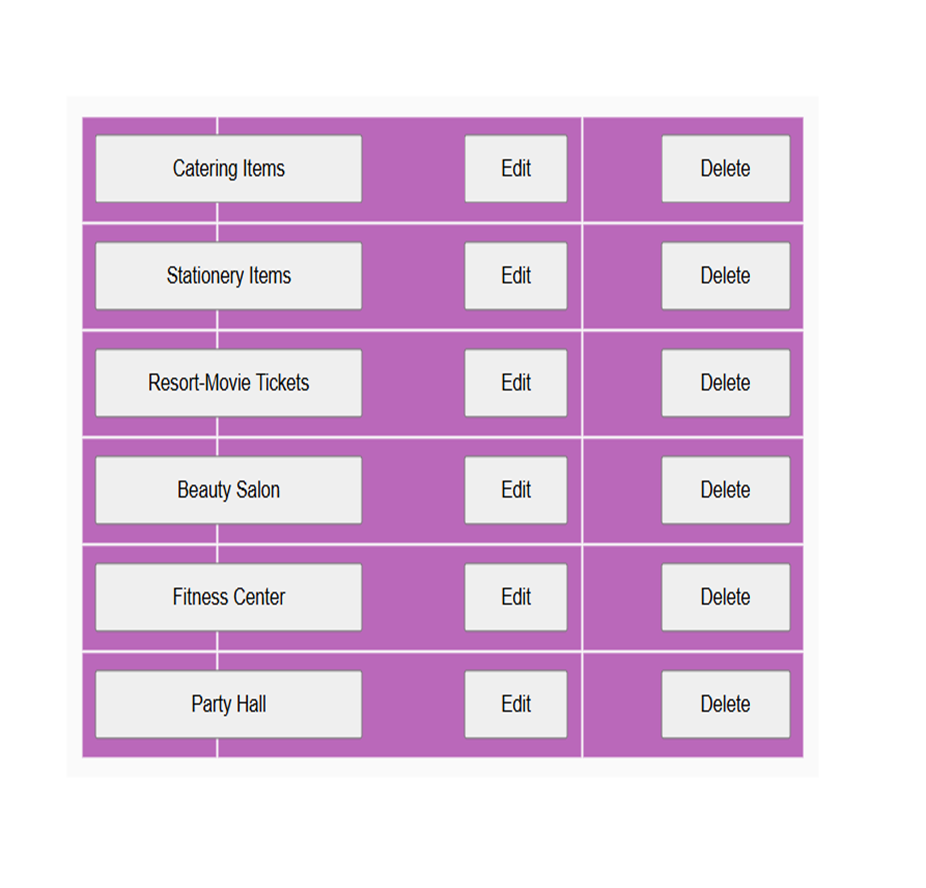 Catering Items Edit Delete
Stationery Items Edit Delete
Resort-Movie Tickets Edit Delete
Beauty Salon Edit Delete
Fitness Center Edit Delete
Party Hall Edit Delete